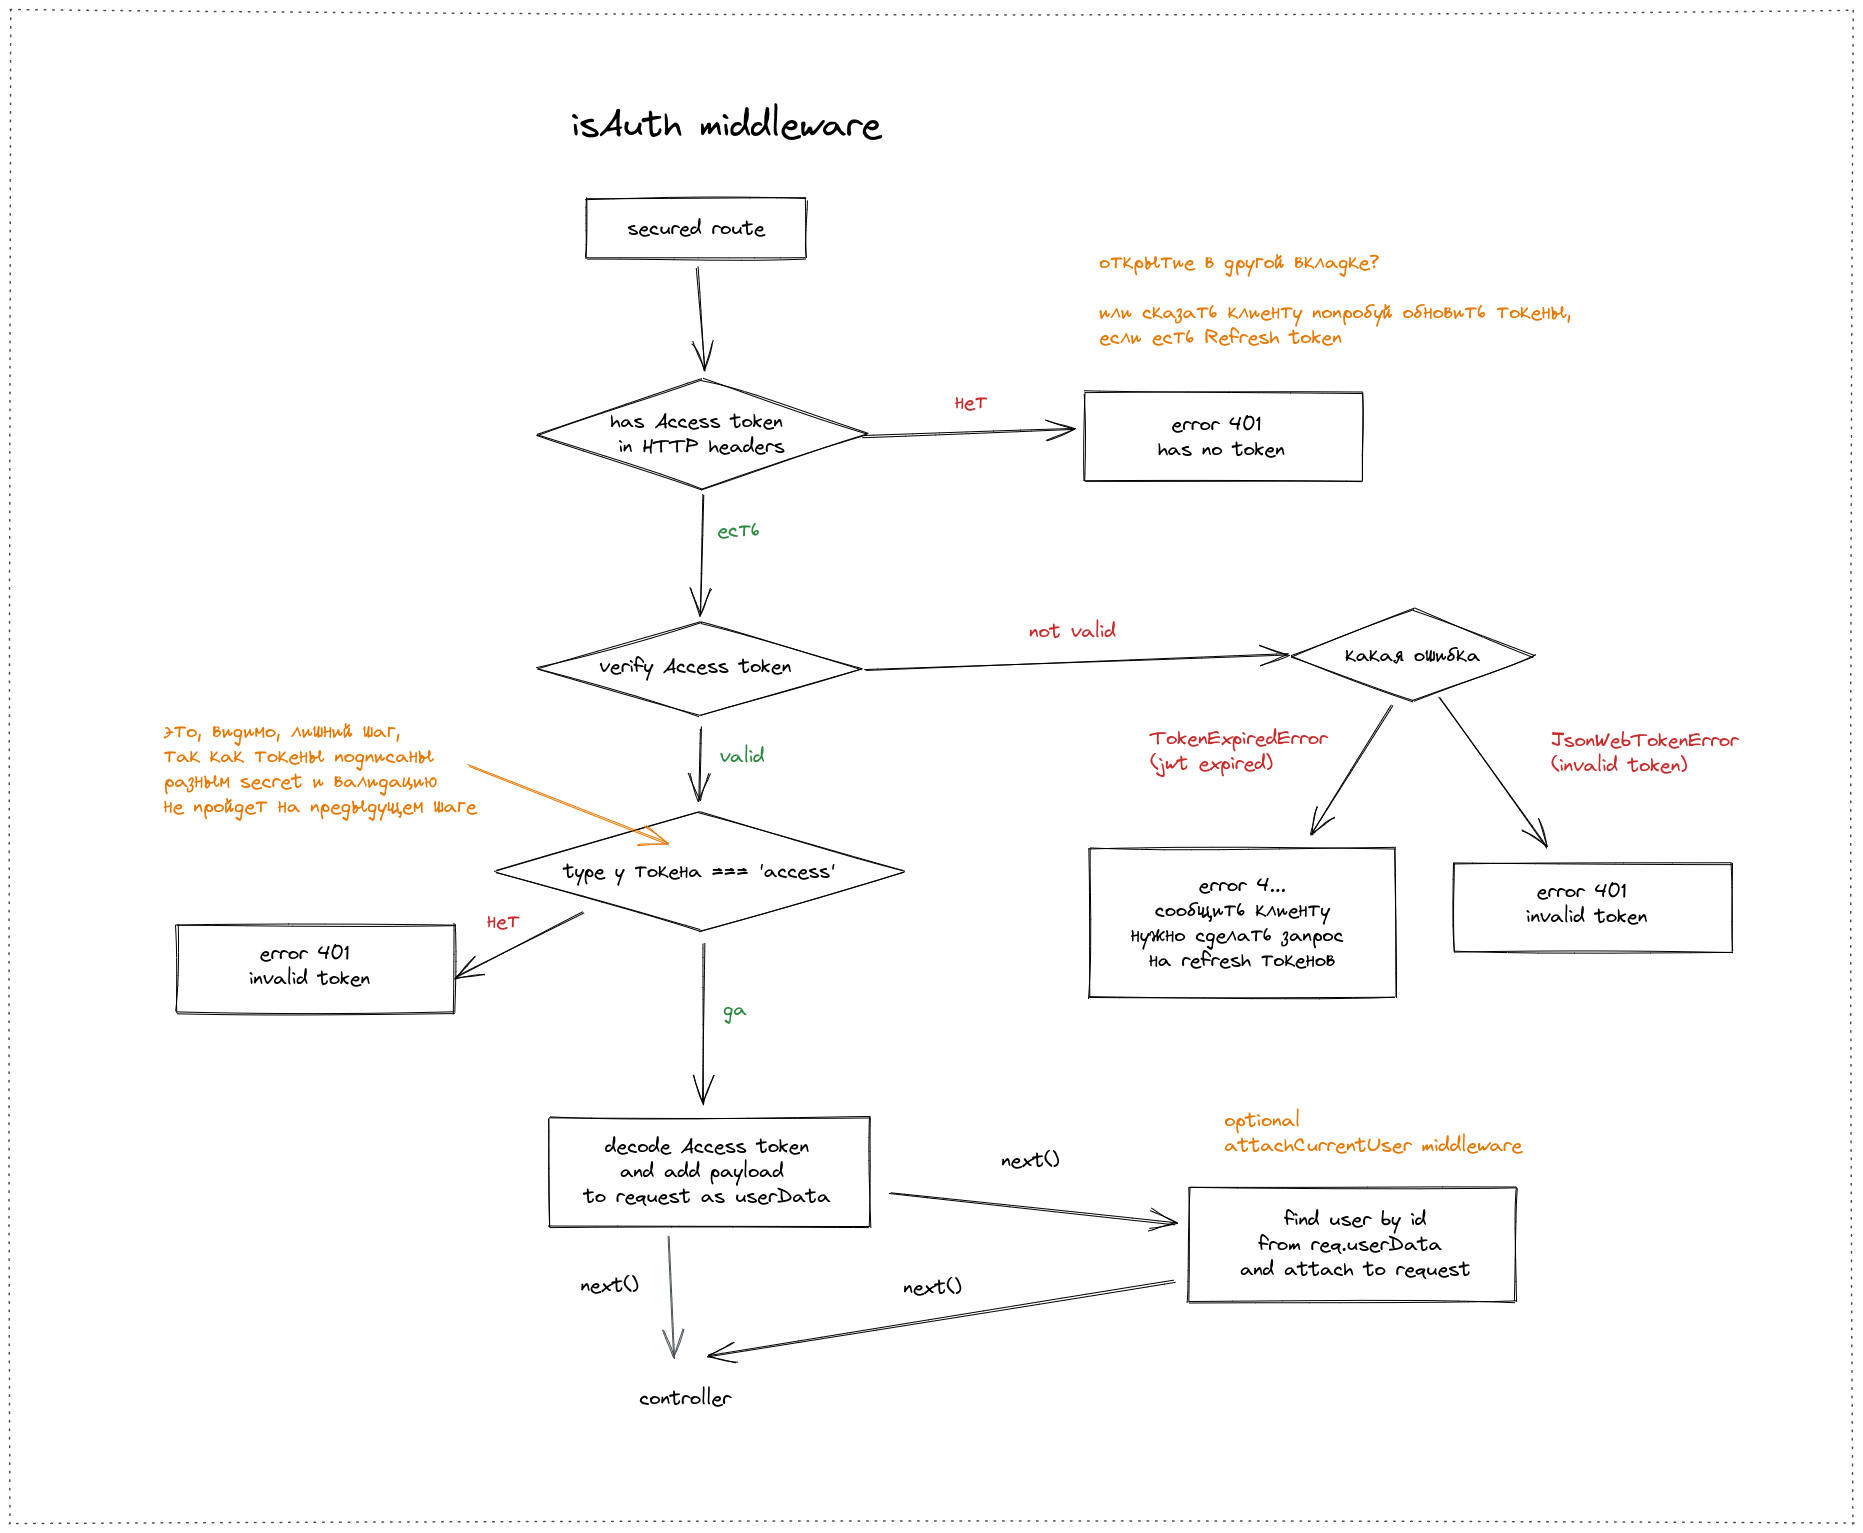 isAuth middleware
secured route
открытие в другой вкладке?
или сказать клиенту попробуй обновить токены,
если есть Refresh token
has Access token
in HTTP headers
нет
error 401
has no token
есть
verify Access token
not valid
какая ошибка
это, видимо, лишний шаг,
так как токены подписаны
разным secret и валидацию
не пройдет на предыдущем шаге
valid
TokenExpiredError
(jwt expired)
JsonWebTokenError
(invalid token)
type у токена === 'access'
нет
error 401
invalid token
error 4...
сообщить клиенту
нужно сделать запрос
на refresh токенов
error 401
invalid token
да
decode Access token
and add payload
to request as userData
next()
optional
attachCurrentUser middleware
find user by id
from req.userData
and attach to request
next()
next()
controller